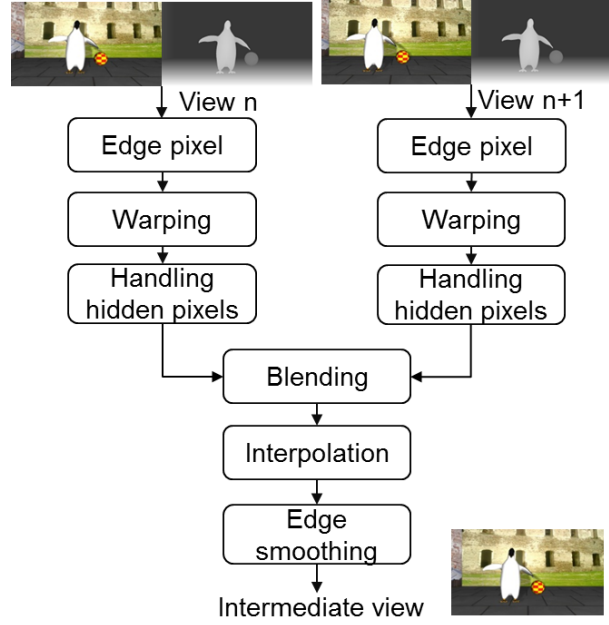 View n
View n+1
Edge pixel
Edge pixel
Warping
Warping
Handling
hidden pixels
Handling
hidden pixels
Blending
Interpolation
Edge
smoothing
Intermediate view